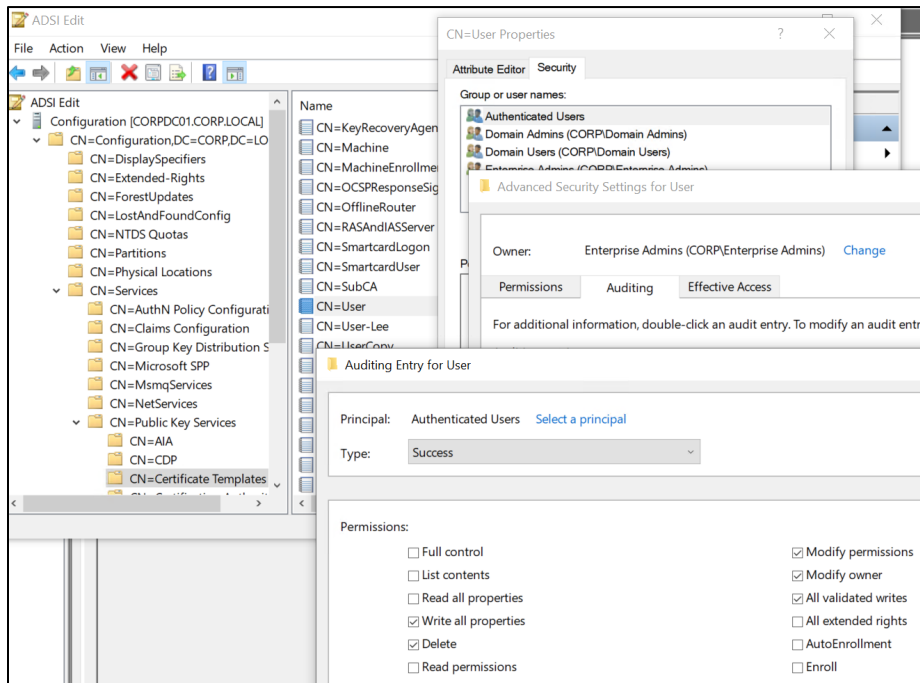 ADSI Edit
File Action View Help
ADSI Edit
Configuration [CORPDC01.CORP.LOCAL]
CN=Configuration,DC=CORP,DC=LO
CN=DisplaySpecifiers
CN=Extended-Rights
CN=ForestUpdates
CN=LostAndFoundConfig
CN=NTDS Quotas
CN=Partitions
CN=Physical Locations
CN=Services
CN=AuthN Policy Configurati
CN=Claims Configuration
CN=Group Key Distribution S
CN=Microsoft SPP
CN=MsmqServices
CN=NetServices
CN=Public Key Services
CN=AIA
CN=CDP
CN=Certificate Templates
Name
CN=KeyRecoveryAgen
CN=Machine
CN=MachineEnrollme
CN=OCSPResponseSig
CN=OfflineRouter
CN=RASAndIASServer
CN=SmartcardLogon
CN=SmartcardUser
CN=SubCA
CN=User
CN=User-Lee
CN=UserCopy
CN=User Properties
Attribute Editor Security
Group or user names:
Authenticated Users
Domain Admins (CORP\Domain Admins)
Domain Users (CORP\Domain Users)
Enterprise Admins (CORP\Enterprise Admins)
Advanced Security Settings for User
Owner: Enterprise Admins (CORP\Enterprise Admins) Change
Permissions Auditing Effective Access
For additional information, double-click an audit entry. To modify an audit entr
Auditing Entry for User
Principal: Authenticated Users Select a principal
Type: Success
Permissions:
Full control
List contents
Read all properties
Write all properties
Delete
Read permissions
Modify permissions
Modify owner
All validated writes
All extended rights
AutoEnrollment
Enroll